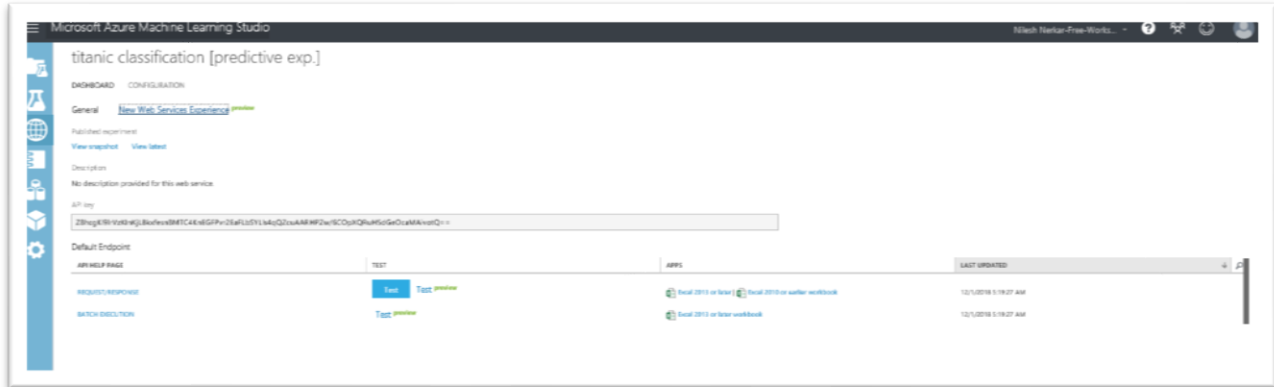 Microsoft Azure Machine Learning Studio
Nilesh Nerkar-Free-Works...
titanic classification [predictive exp.]
DASHBOARD CONFIGURATION
General New Web Services Experience preview
Published experiment
View snapshot View latest
Description
No description provided for this web service.
API key
Default Endpoint
API HELP PAGE TEST APPS LAST UPDATED
REQUEST/RESPONSE Test Test preview Excel 2013 or later | Excel 2010 or earlier workbook 12/1/2018 5:19:27 AM
BATCH EXECUTION Test preview Excel 2013 or later workbook 12/1/2018 5:19:27 AM